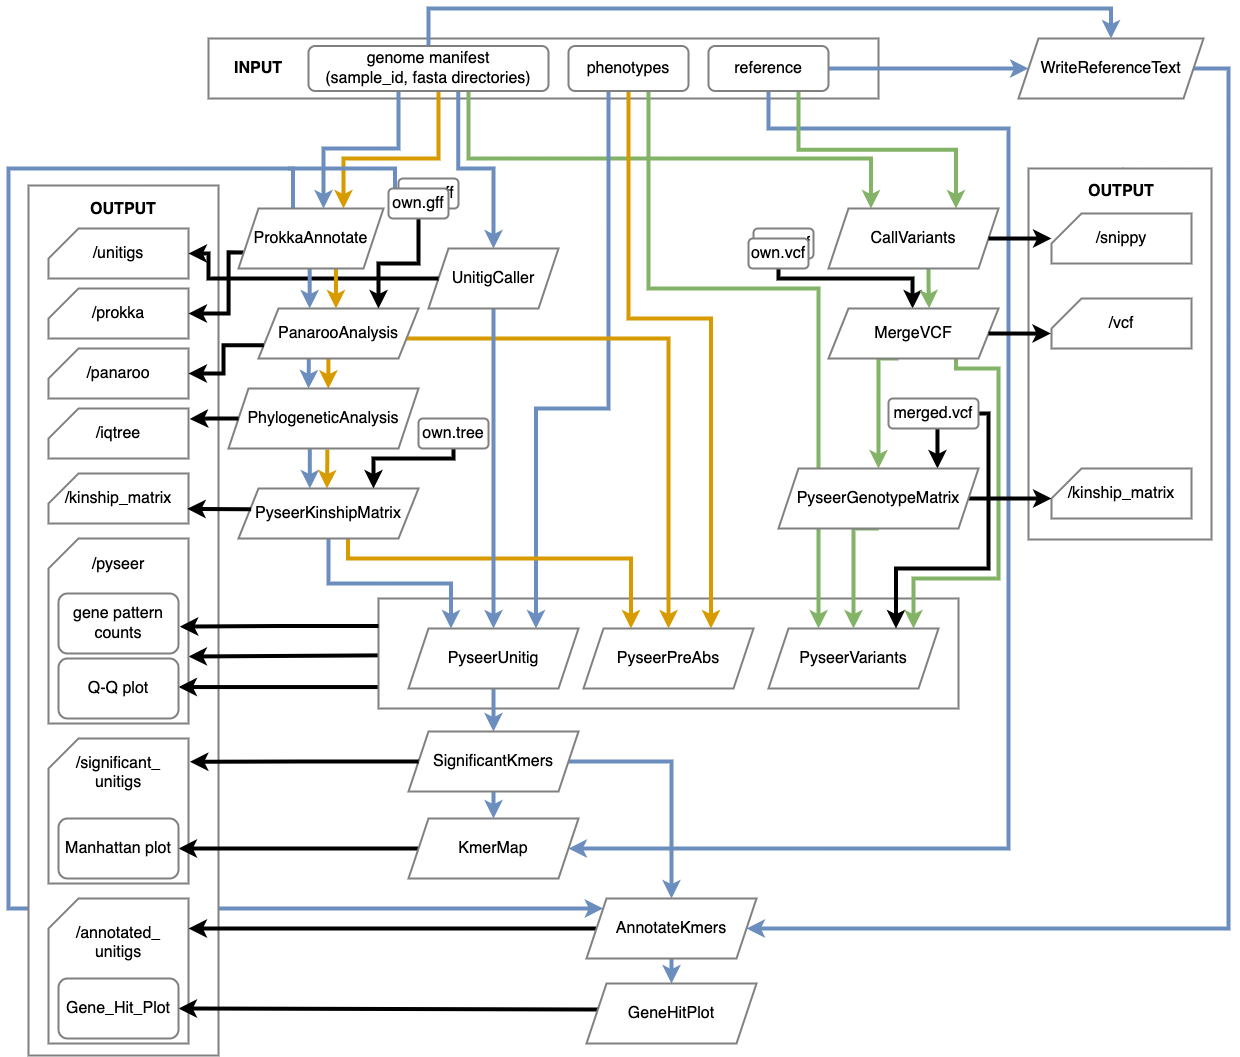 INPUT
genome manifest
(sample_id, fasta directories)
phenotypes
reference
WriteReferenceText
OUTPUT
/unitigs
/prokka
/panaroo
/iqtree
/kinship_matrix
/pyseer
gene pattern
counts
Q-Q plot
/significant_
unitigs
Manhattan plot
/annotated_
unitigs
Gene_Hit_Plot
ProkkaAnnotate
ff
own.gff
UnitigCaller
PanarooAnalysis
PhylogeneticAnalysis
own.tree
PyseerKinshipMatrix
CallVariants
f
own.vcf
MergeVCF
merged.vcf
PyseerGenotypeMatrix
OUTPUT
/snippy
/vcf
/kinship_matrix
PyseerUnitig
PyseerPreAbs
PyseerVariants
SignificantKmers
KmerMap
AnnotateKmers
GeneHitPlot